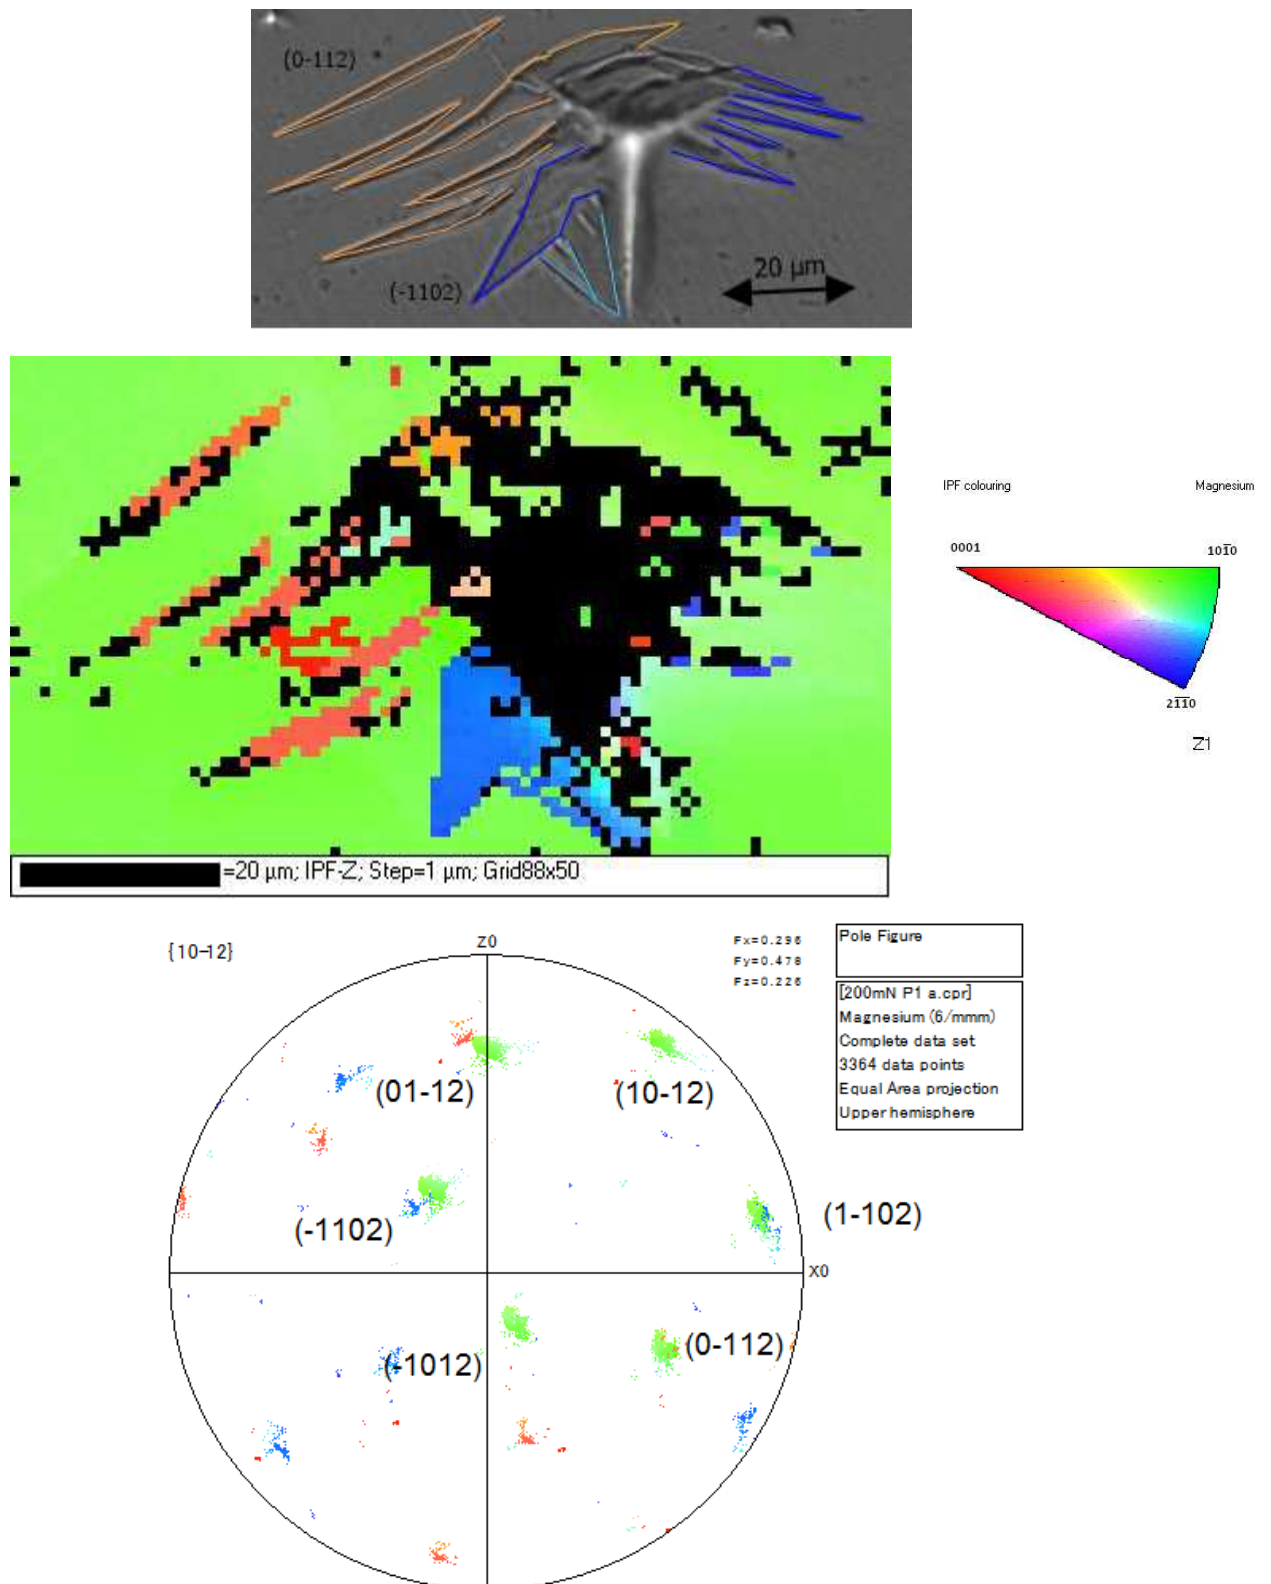 (0-112)
(-1102)
20 µm
IPF colouring
Magnesium
0001
10‾10
2‾1‾10
Z1
=20 µm; IPF-Z; Step=1 µm; Grid88x50
{10-12}
Z0
Fx=0.296
Fy=0.478
Fz=0.226
Pole Figure
[200mN P1 a.cpr]
Magnesium (6/mmm)
Complete data set
3364 data points
Equal Area projection
Upper hemisphere
(01-12)
(10-12)
(-1102)
(1-102)
X0
(-1012)
(0-112)